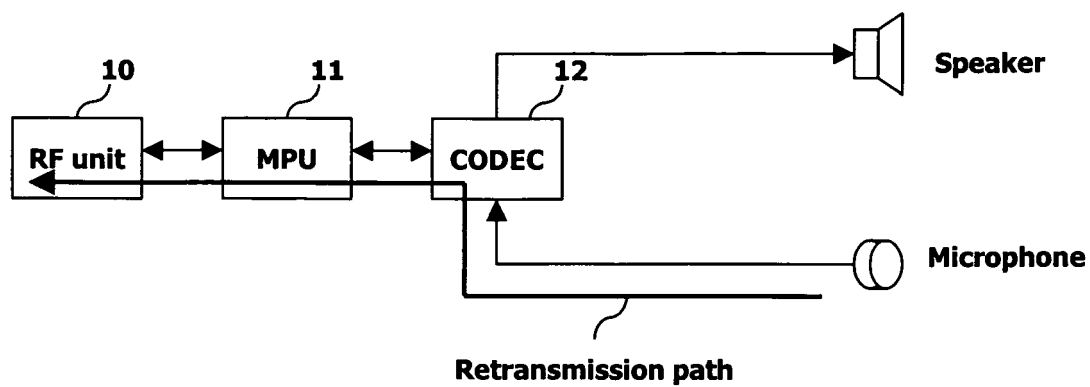 Speaker
10
11
12
RF unit
MPU
CODEC
Microphone
Retransmission path